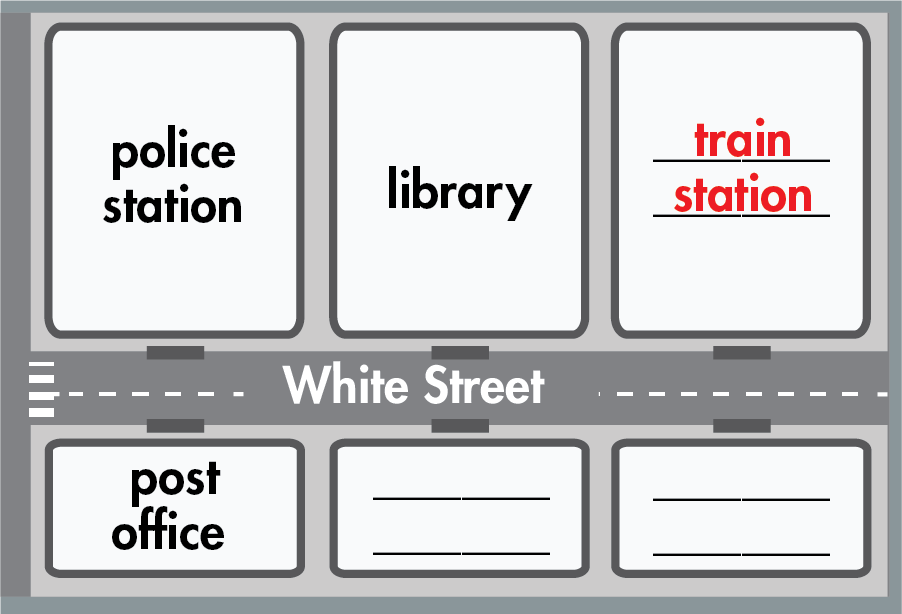 police
station
library
train
station
White Street
post
office